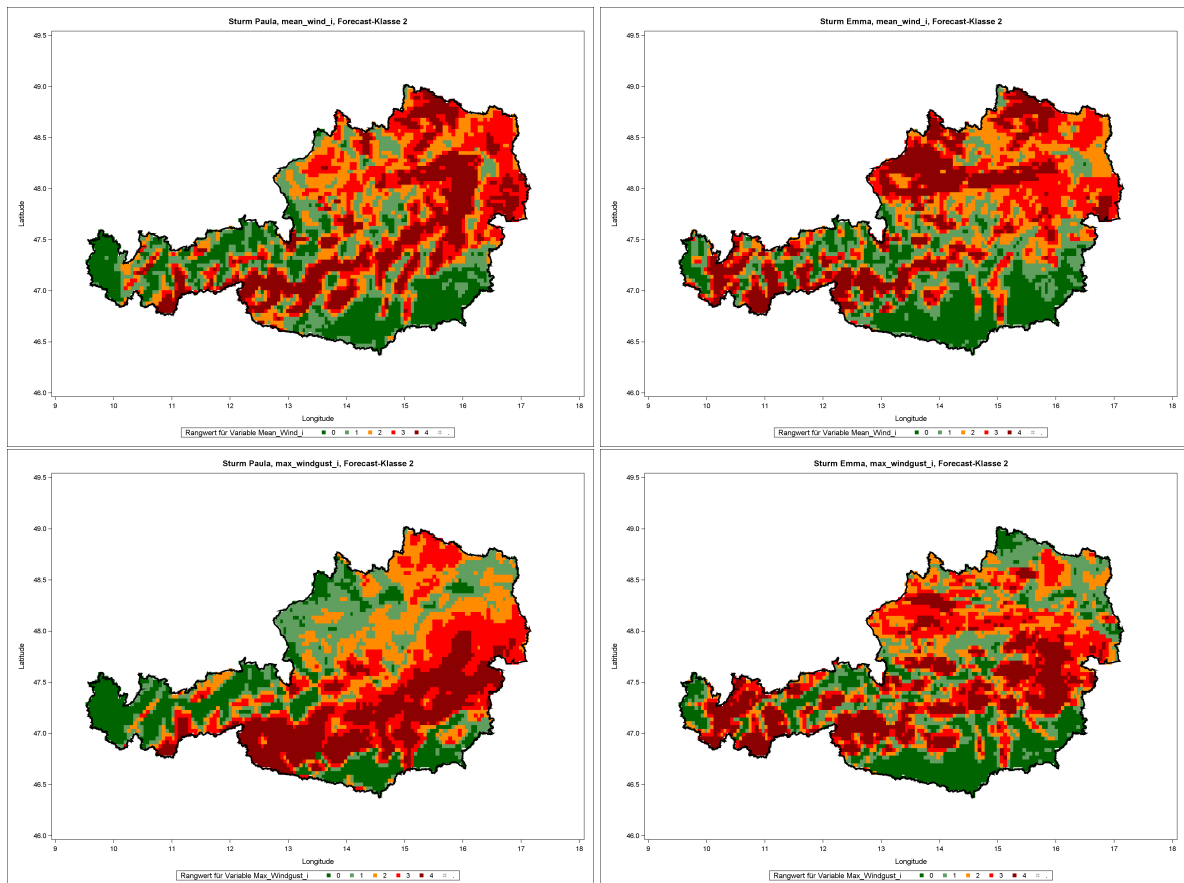 Sturm Paula, mean_wind_i, Forecast-Klasse 2
Latitude
49.5
49.0
48.5
48.0
47.5
47.0
46.5
46.0
9 10 11 12 13 14 15 16 17 18
Longitude
Rangwert für Variable Mean_Wind_i 0 1 2 3 4 .
Sturm Emma, mean_wind_i, Forecast-Klasse 2
Latitude
49.5
49.0
48.5
48.0
47.5
47.0
46.5
46.0
9 10 11 12 13 14 15 16 17 18
Longitude
Rangwert für Variable Mean_Wind_i 0 1 2 3 4 .
Sturm Paula, max_windgust_i, Forecast-Klasse 2
Latitude
49.5
49.0
48.5
48.0
47.5
47.0
46.5
46.0
9 10 11 12 13 14 15 16 17 18
Longitude
Rangwert für Variable Max_Windgust_i 0 1 2 3 4 .
Sturm Emma, max_windgust_i, Forecast-Klasse 2
Latitude
49.5
49.0
48.5
48.0
47.5
47.0
46.5
46.0
9 10 11 12 13 14 15 16 17 18
Longitude
Rangwert für Variable Max_Windgust_i 0 1 2 3 4 .